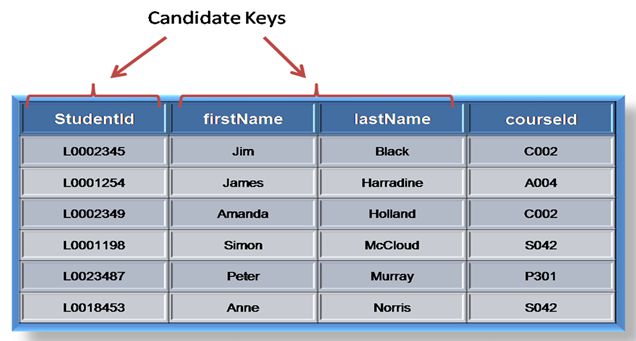 Candidate Keys
StudentId firstName lastName courseId
L0002345 Jim Black C002
L0001254 James Harradine A004
L0002349 Amanda Holland C002
L0001198 Simon McCloud S042
L0023487 Peter Murray P301
L0018453 Anne Norris S042